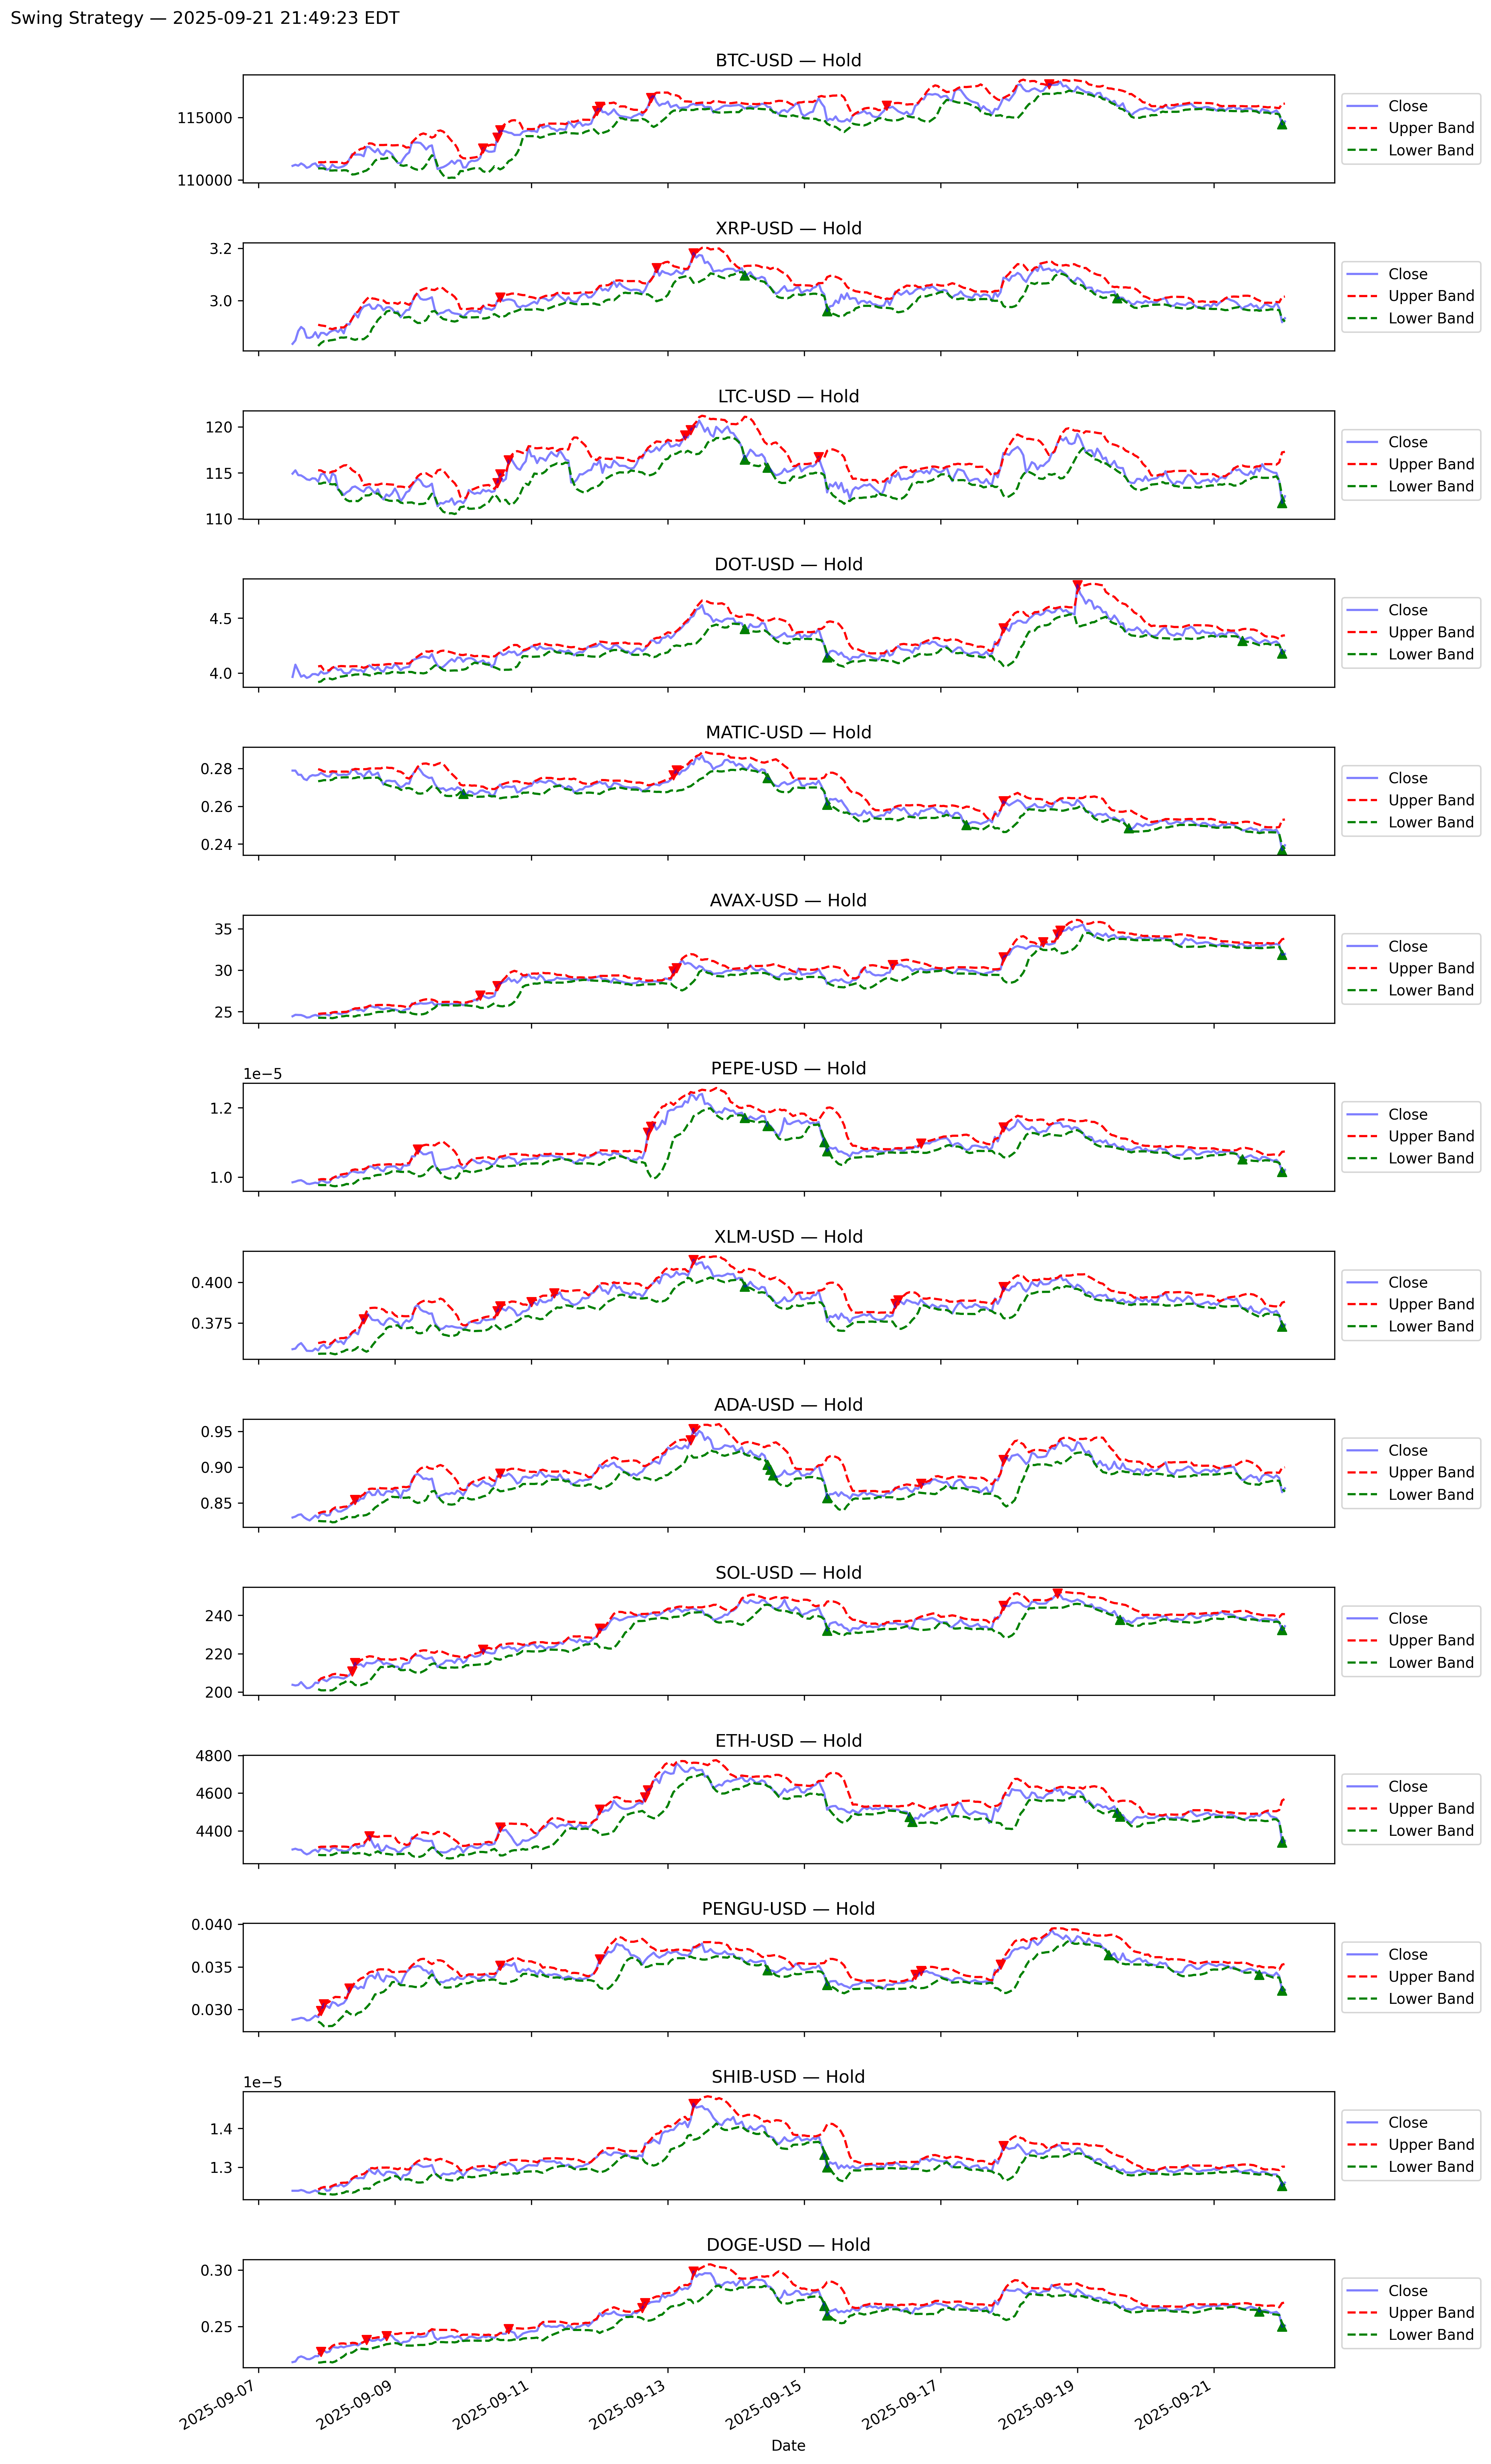 Swing Strategy — 2025-09-21 21:49:23 EDT
BTC-USD — Hold
115000
110000
Close
Upper Band
Lower Band
XRP-USD — Hold
3.2
3.0
Close
Upper Band
Lower Band
LTC-USD — Hold
120
115
110
Close
Upper Band
Lower Band
DOT-USD — Hold
4.5
4.0
Close
Upper Band
Lower Band
MATIC-USD — Hold
0.28
0.26
0.24
Close
Upper Band
Lower Band
AVAX-USD — Hold
35
30
25
Close
Upper Band
Lower Band
PEPE-USD — Hold
1e−5
1.2
1.0
Close
Upper Band
Lower Band
XLM-USD — Hold
0.400
0.375
Close
Upper Band
Lower Band
ADA-USD — Hold
0.95
0.90
0.85
Close
Upper Band
Lower Band
SOL-USD — Hold
240
220
200
Close
Upper Band
Lower Band
ETH-USD — Hold
4800
4600
4400
Close
Upper Band
Lower Band
PENGU-USD — Hold
0.040
0.035
0.030
Close
Upper Band
Lower Band
SHIB-USD — Hold
1e−5
1.4
1.3
Close
Upper Band
Lower Band
DOGE-USD — Hold
0.30
0.25
Close
Upper Band
Lower Band
2025-09-07
2025-09-09
2025-09-11
2025-09-13
2025-09-15
2025-09-17
2025-09-19
2025-09-21
Date